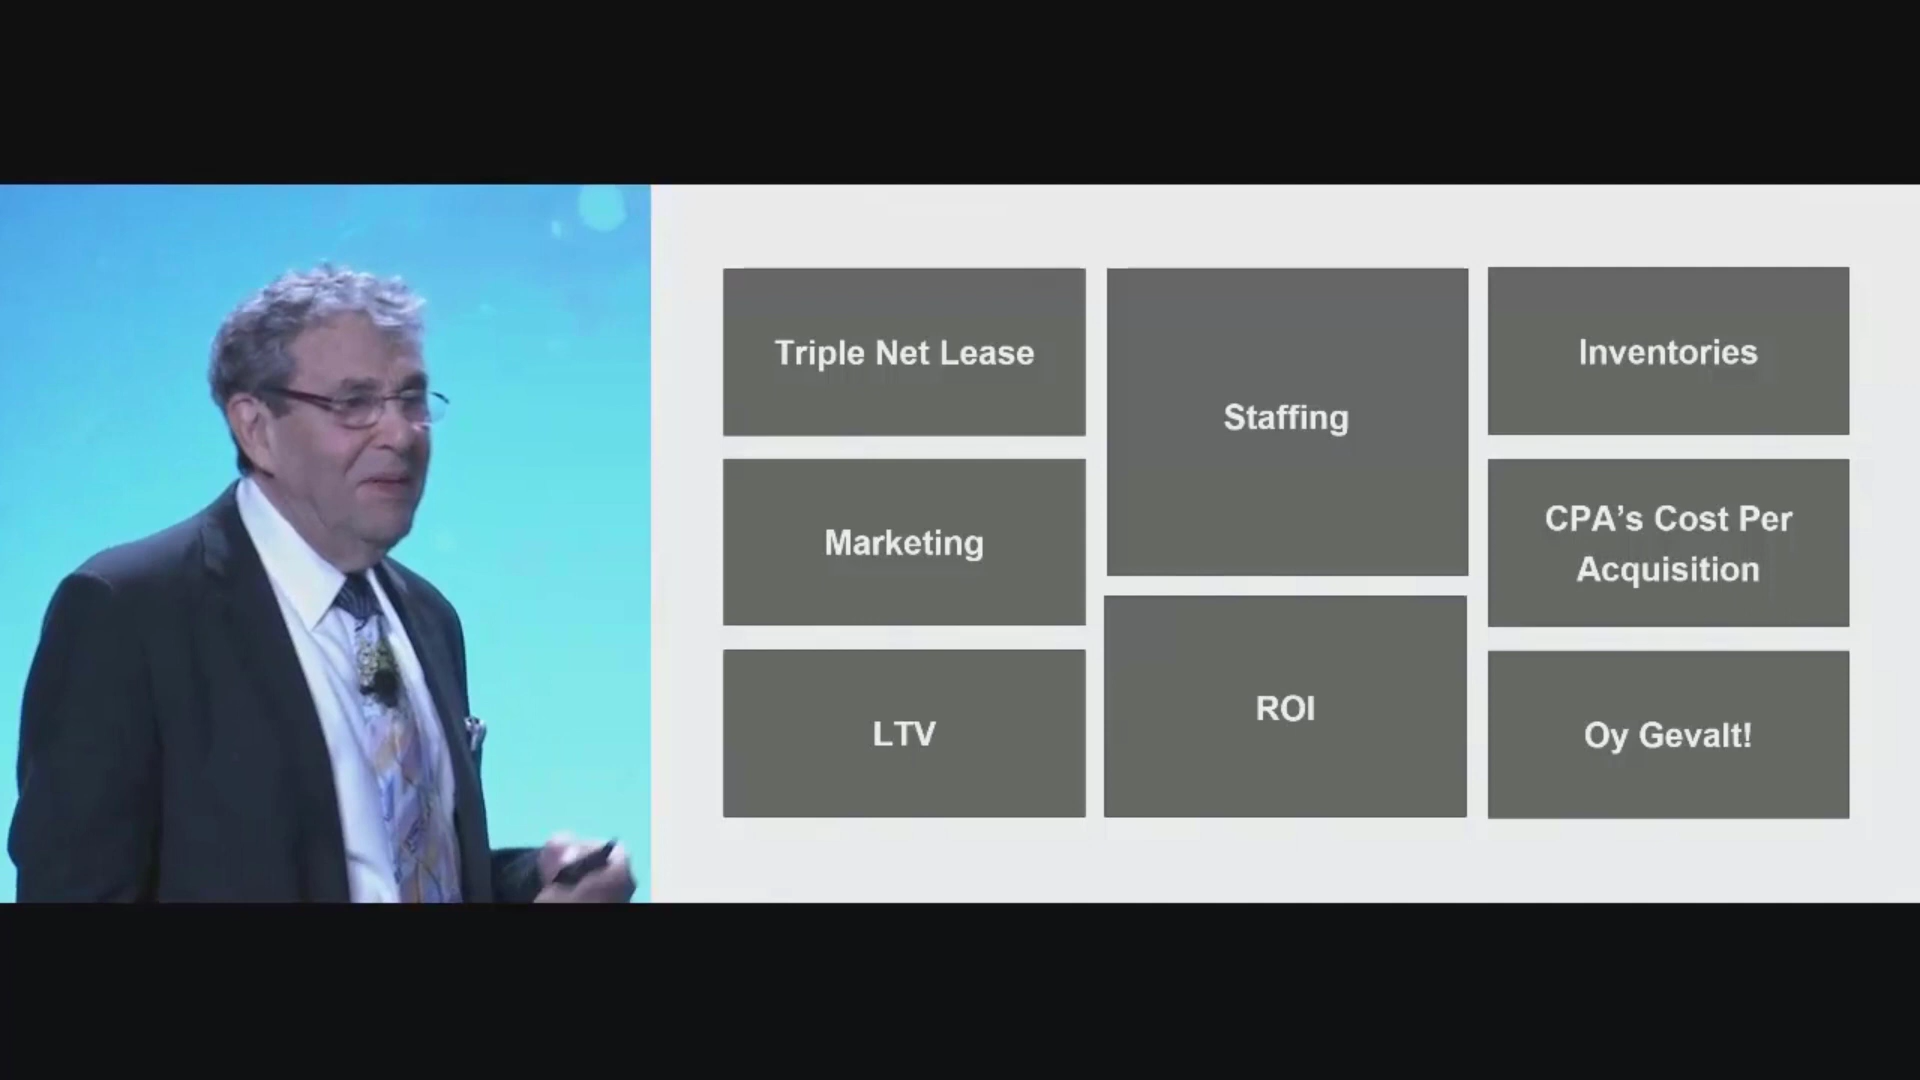 Triple Net Lease
Staffing
Inventories
Marketing
CPA’s Cost Per
Acquisition
LTV
ROI
Oy Gevalt!